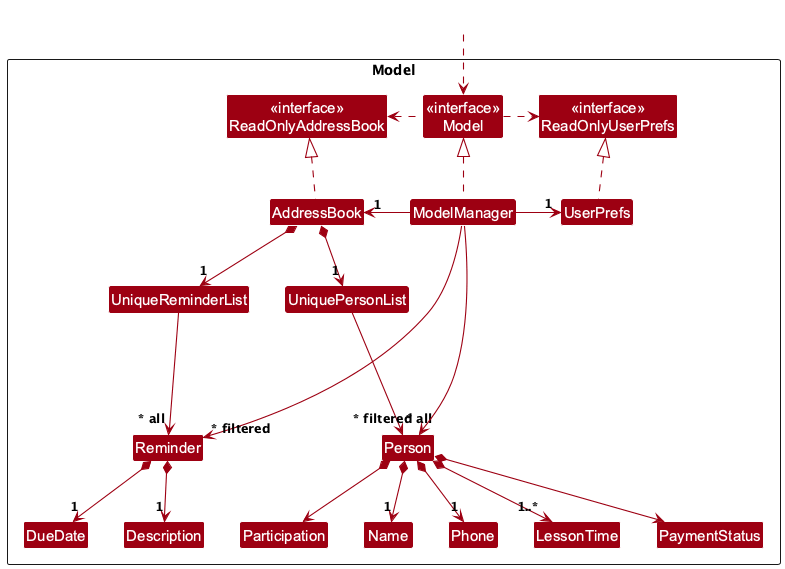 Model
«interface»
ReadOnlyAddressBook
«interface»
Model
«interface»
ReadOnlyUserPrefs
AddressBook
1
ModelManager
1
UserPrefs
1
1
UniqueReminderList
UniquePersonList
* all
* filtered
* filtered
all
Reminder
Person
1
1
1
1
1..*
DueDate
Description
Participation
Name
Phone
LessonTime
PaymentStatus